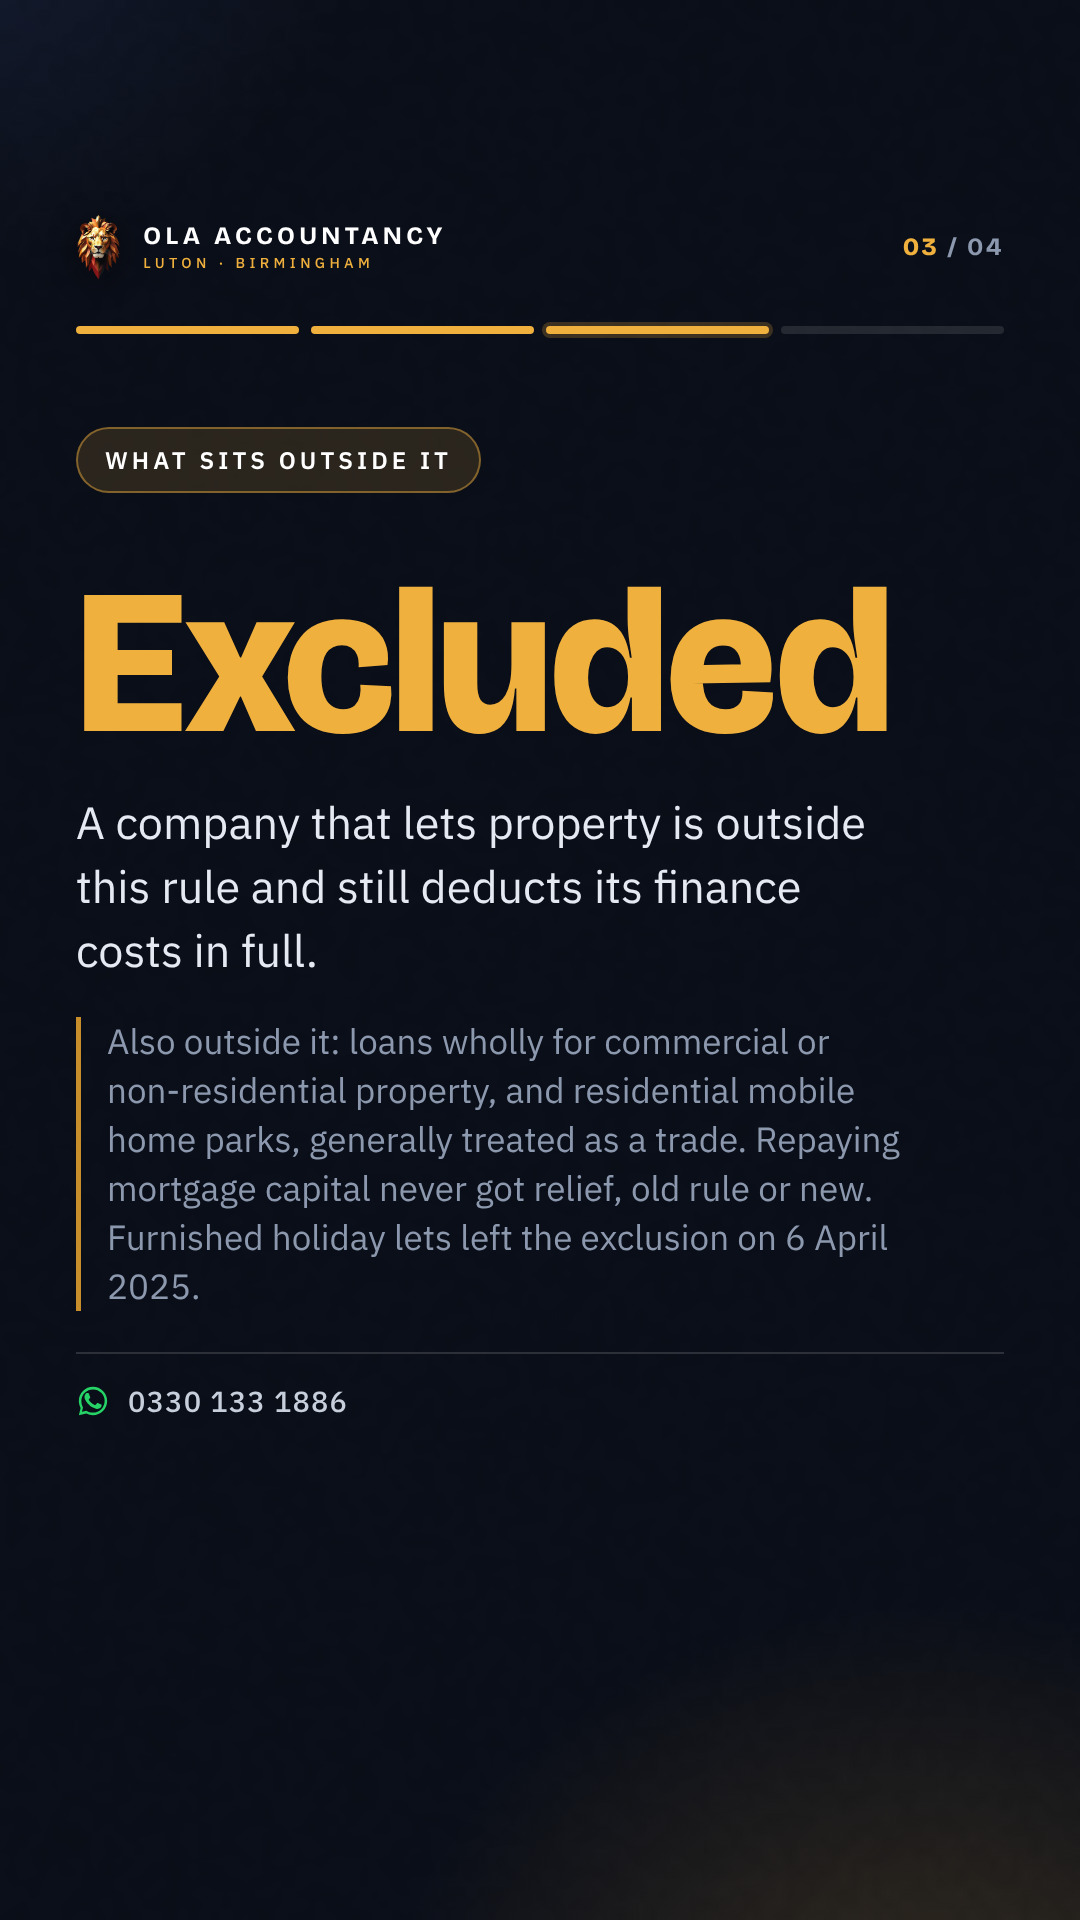 OLA ACCOUNTANCY
LUTON · BIRMINGHAM
03 / 04
WHAT SITS OUTSIDE IT
Excluded
A company that lets property is outside
this rule and still deducts its finance
costs in full.
Also outside it: loans wholly for commercial or
non-residential property, and residential mobile
home parks, generally treated as a trade. Repaying
mortgage capital never got relief, old rule or new.
Furnished holiday lets left the exclusion on 6 April
2025.
0330 133 1886